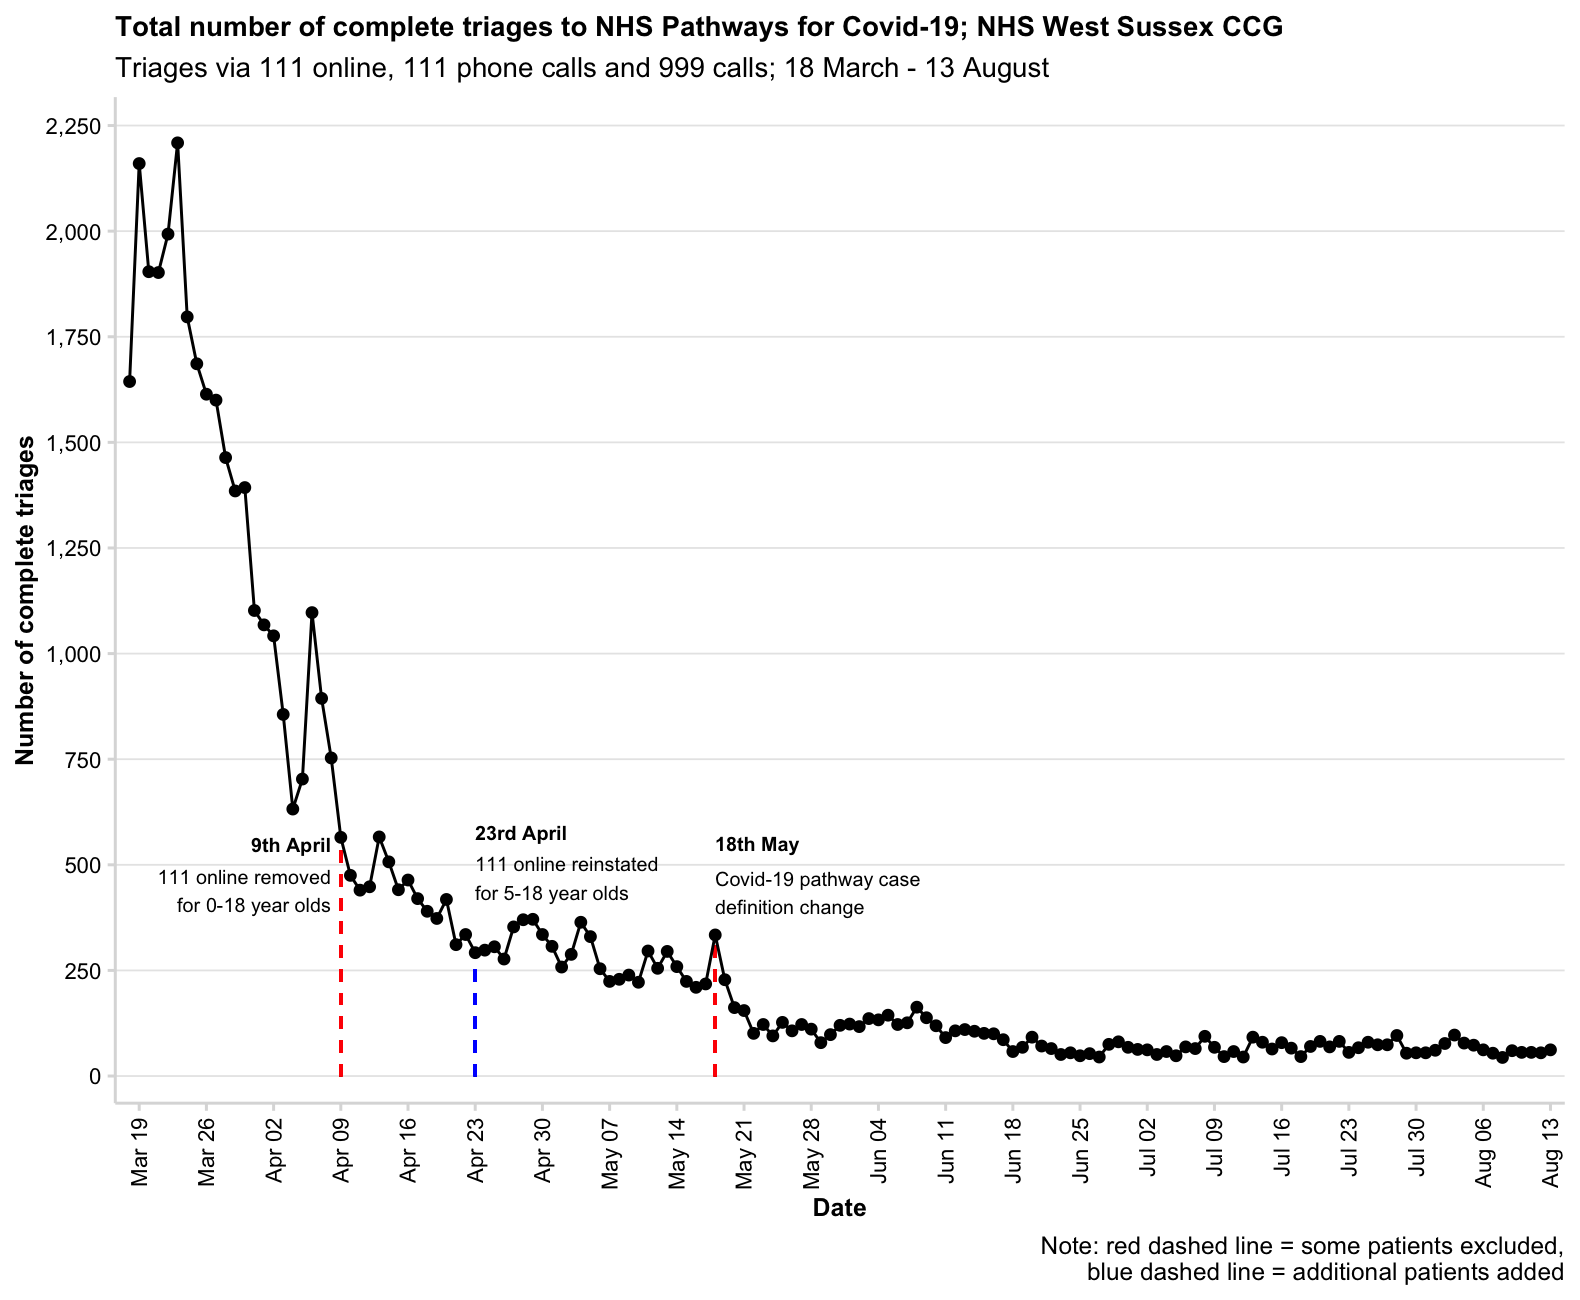 Total number of complete triages to NHS Pathways for Covid-19; NHS West Sussex CCG
Triages via 111 online, 111 phone calls and 999 calls; 18 March - 13 August
Number of complete triages
2,250
2,000
1,750
1,500
1,250
1,000
750
500
250
0
9th April
111 online removed
for 0-18 year olds
23rd April
111 online reinstated
for 5-18 year olds
18th May
Covid-19 pathway case
definition change
Mar 19
Mar 26
Apr 02
Apr 09
Apr 16
Apr 23
Apr 30
May 07
May 14
May 21
May 28
Jun 04
Jun 11
Jun 18
Jun 25
Jul 02
Jul 09
Jul 16
Jul 23
Jul 30
Aug 06
Aug 13
Date
Note: red dashed line = some patients excluded,
blue dashed line = additional patients added